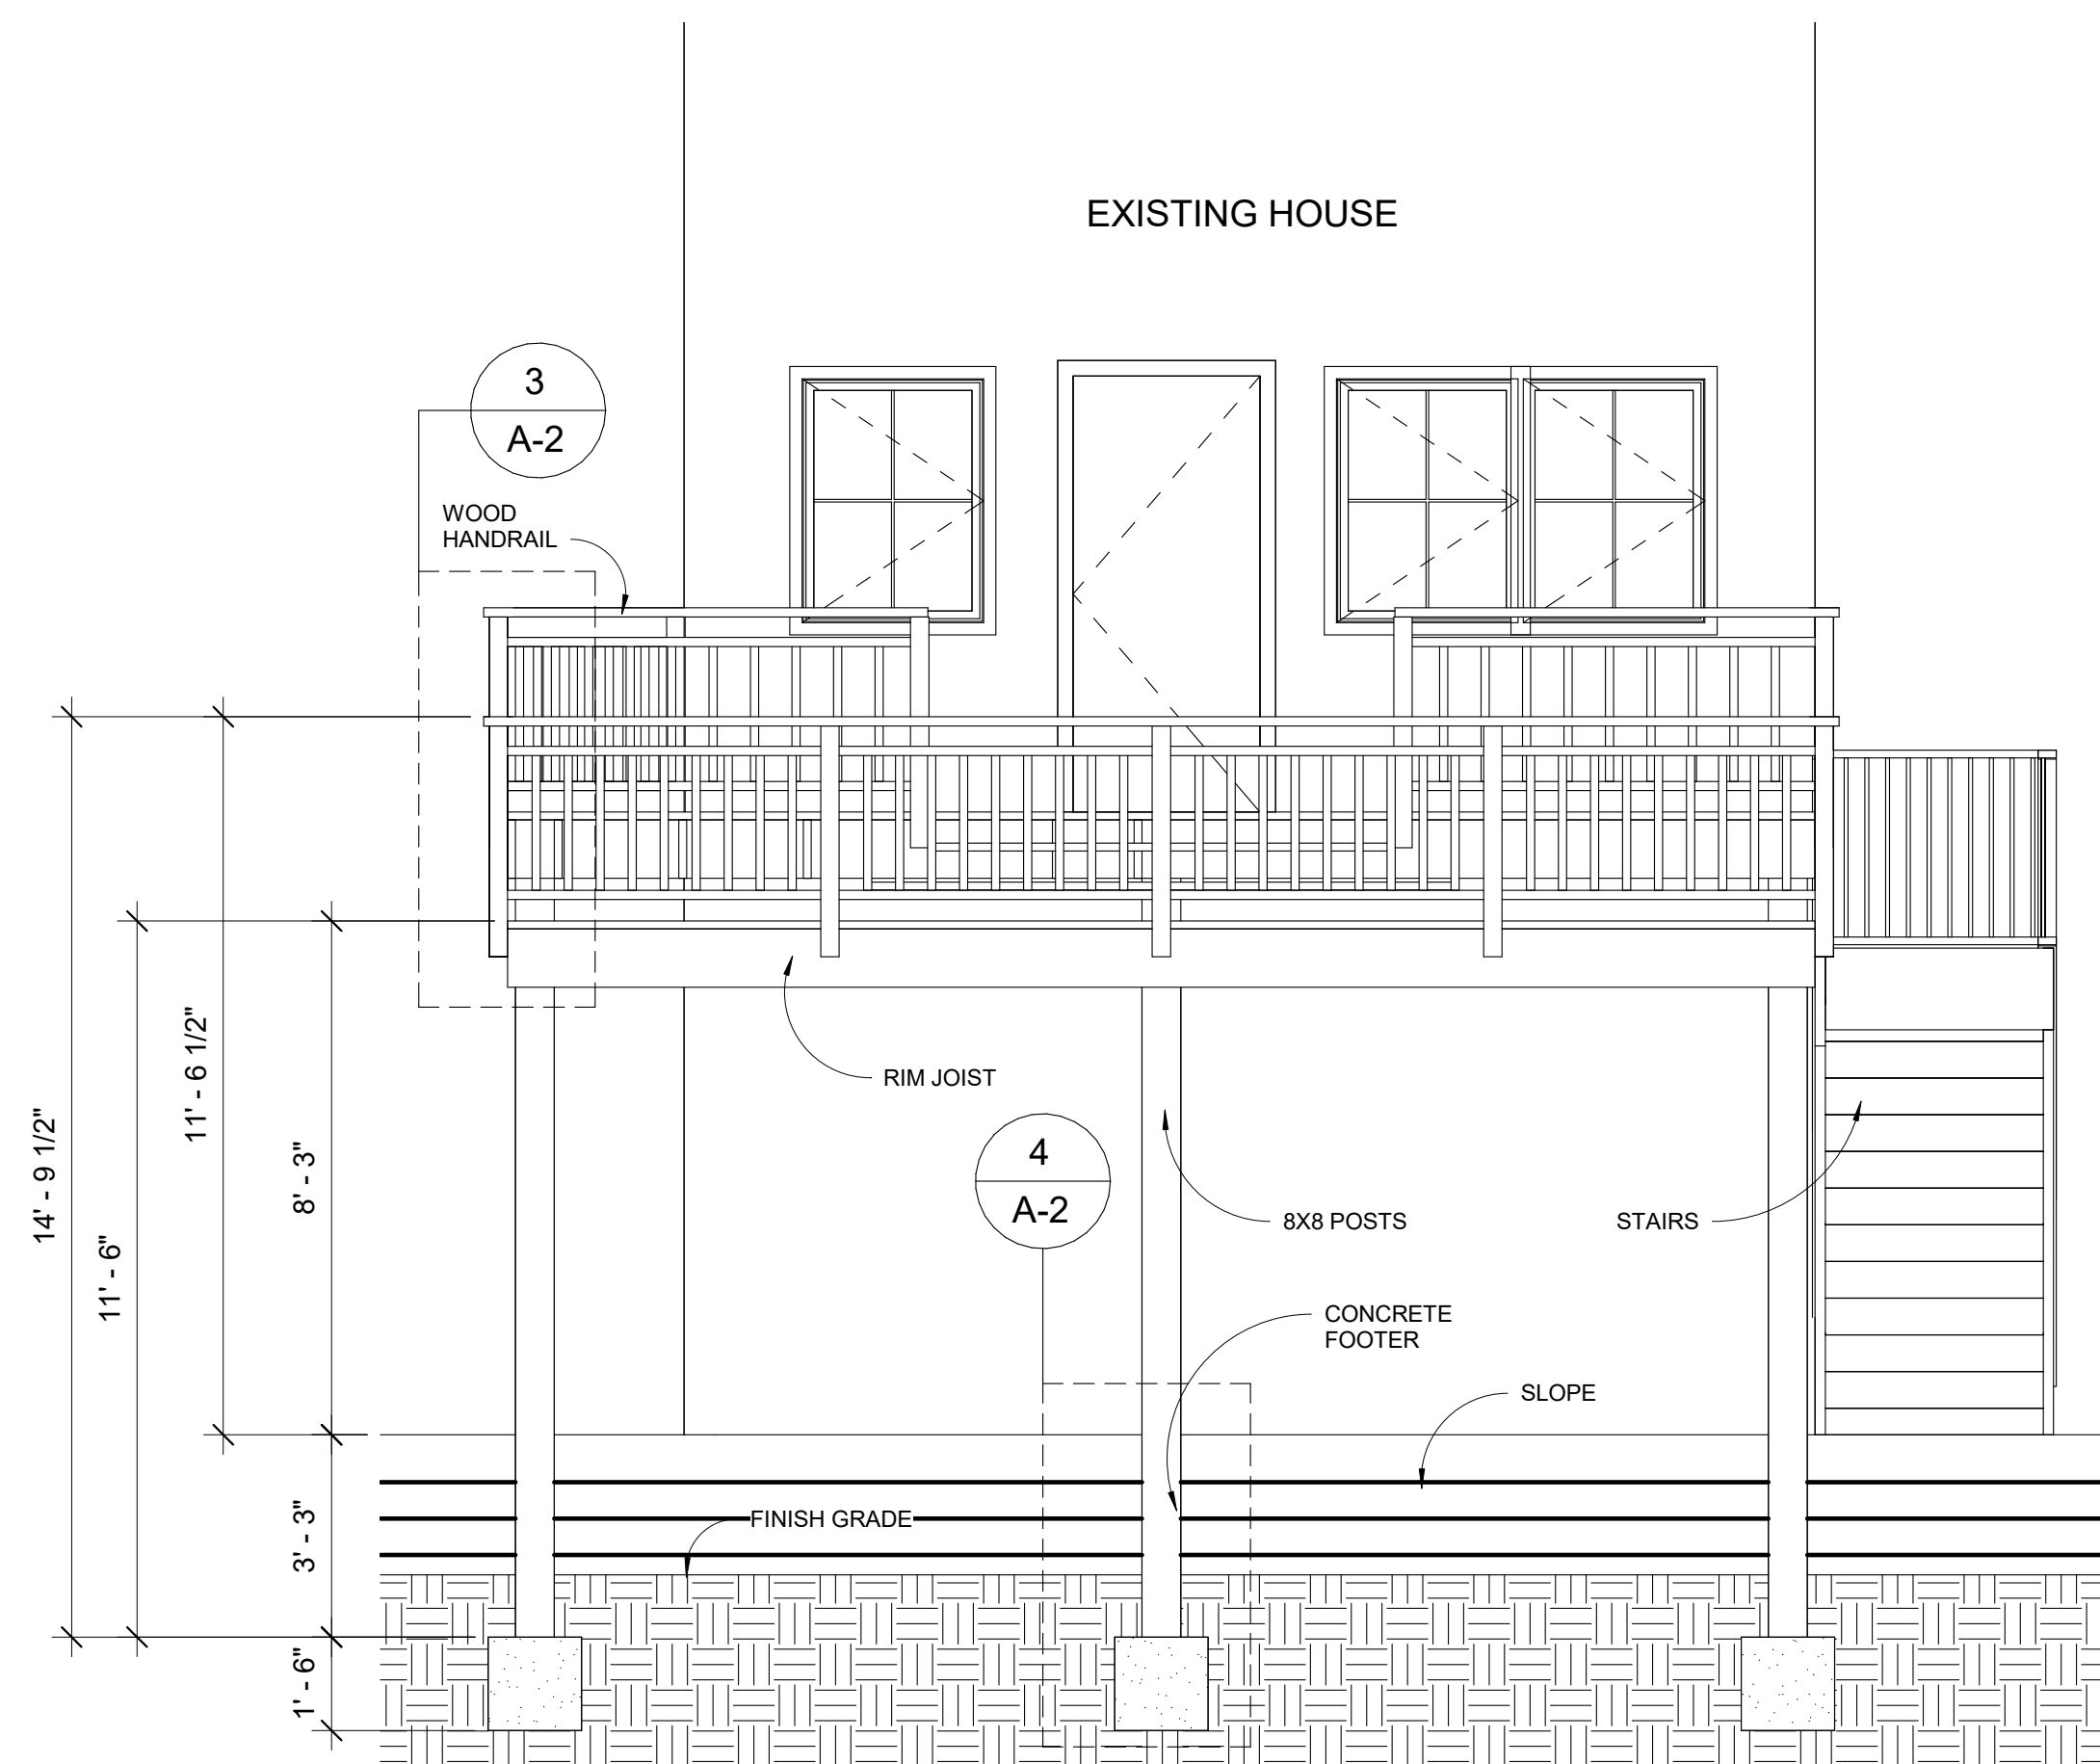 EXISTING HOUSE
3
A-2
WOOD
HANDRAIL
RIM JOIST
4
A-2
8X8 POSTS
STAIRS
CONCRETE
FOOTER
SLOPE
FINISH GRADE
14' - 9 1/2"
11' - 6"
11' - 6 1/2"
8' - 3"
3' - 3"
1' - 6"